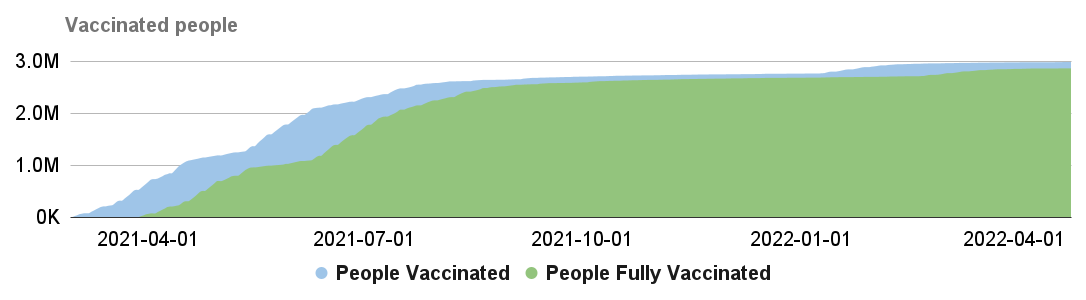 Vaccinated people
3.0M
2.0M
1.0M
0K
2021-04-01 2021-07-01 2021-10-01 2022-01-01 2022-04-01
People Vaccinated People Fully Vaccinated